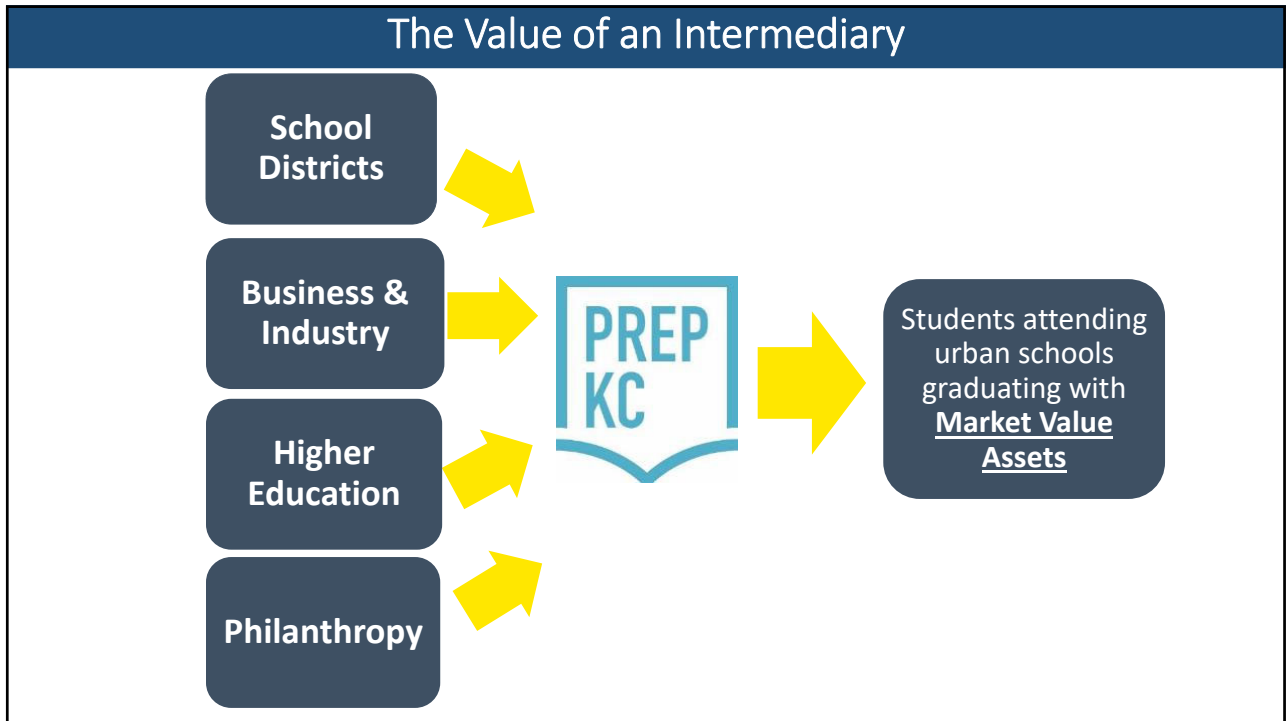 The Value of an Intermediary
School
Districts
Business &
Industry
Higher
Education
Philanthropy
PREP
KC
Students attending
urban schools
graduating with
Market Value
Assets